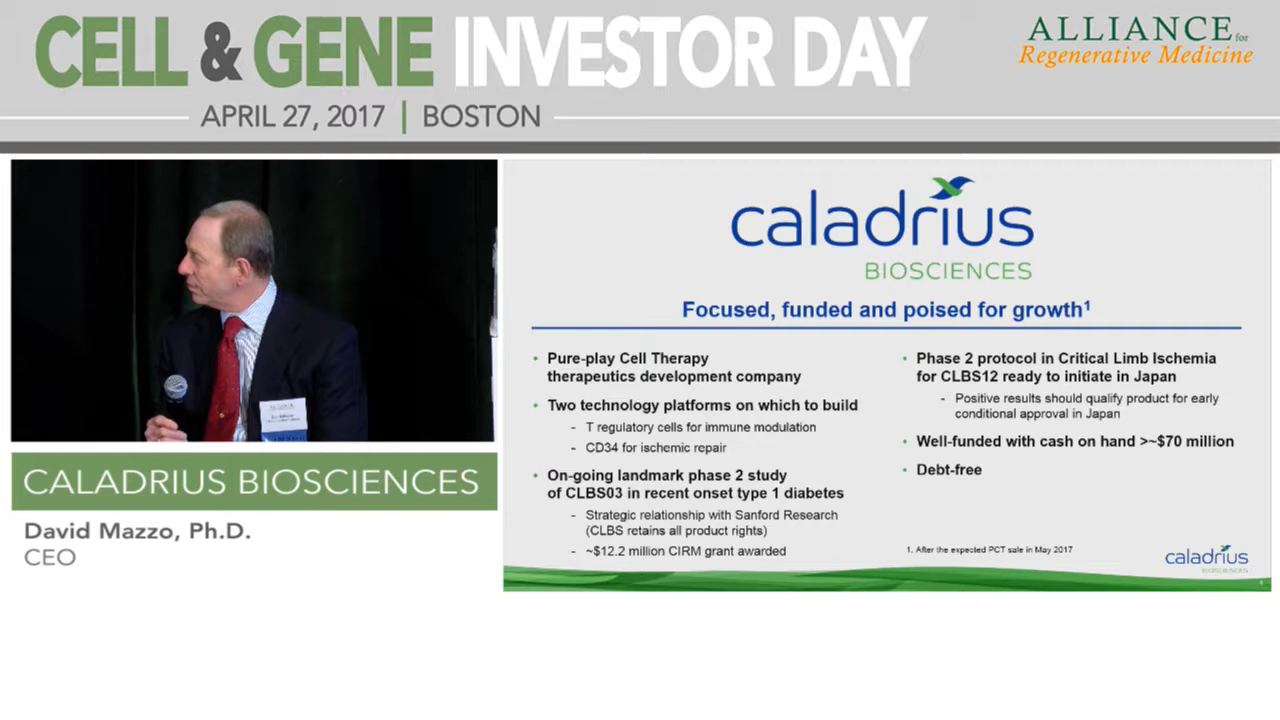 CELL & GENE INVESTOR DAY
APRIL 27, 2017 | BOSTON
ALLIANCE for
Regenerative Medicine
CALADRIUS BIOSCIENCES
David Mazzo, Ph.D.
CEO
caladrius
BIOSCIENCES
Focused, funded and poised for growth¹
• Pure-play Cell Therapy
therapeutics development company
• Two technology platforms on which to build
- T regulatory cells for immune modulation
- CD34 for ischemic repair
• On-going landmark phase 2 study
of CLBS03 in recent onset type 1 diabetes
- Strategic relationship with Sanford Research
(CLBS retains all product rights)
- ~$12.2 million CIRM grant awarded
• Phase 2 protocol in Critical Limb Ischemia
for CLBS12 ready to initiate in Japan
- Positive results should qualify product for early
conditional approval in Japan
• Well-funded with cash on hand >~$70 million
• Debt-free
1. After the expected PCT sale in May 2017
caladrius
BIOSCIENCES